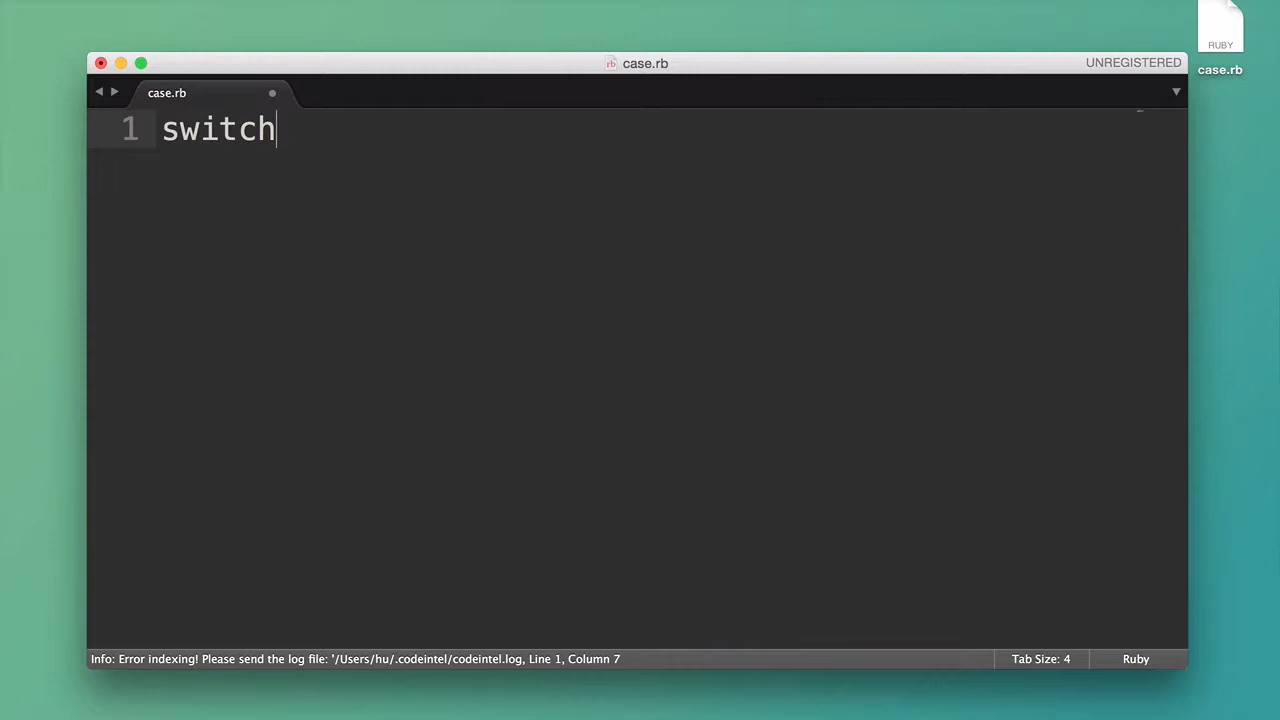 RUBY
case.rb
case.rb
UNREGISTERED
case.rb
1 switch
Info: Error indexing! Please send the log file: '/Users/hu/.codeintel/codeintel.log, Line 1, Column 7
Tab Size: 4
Ruby